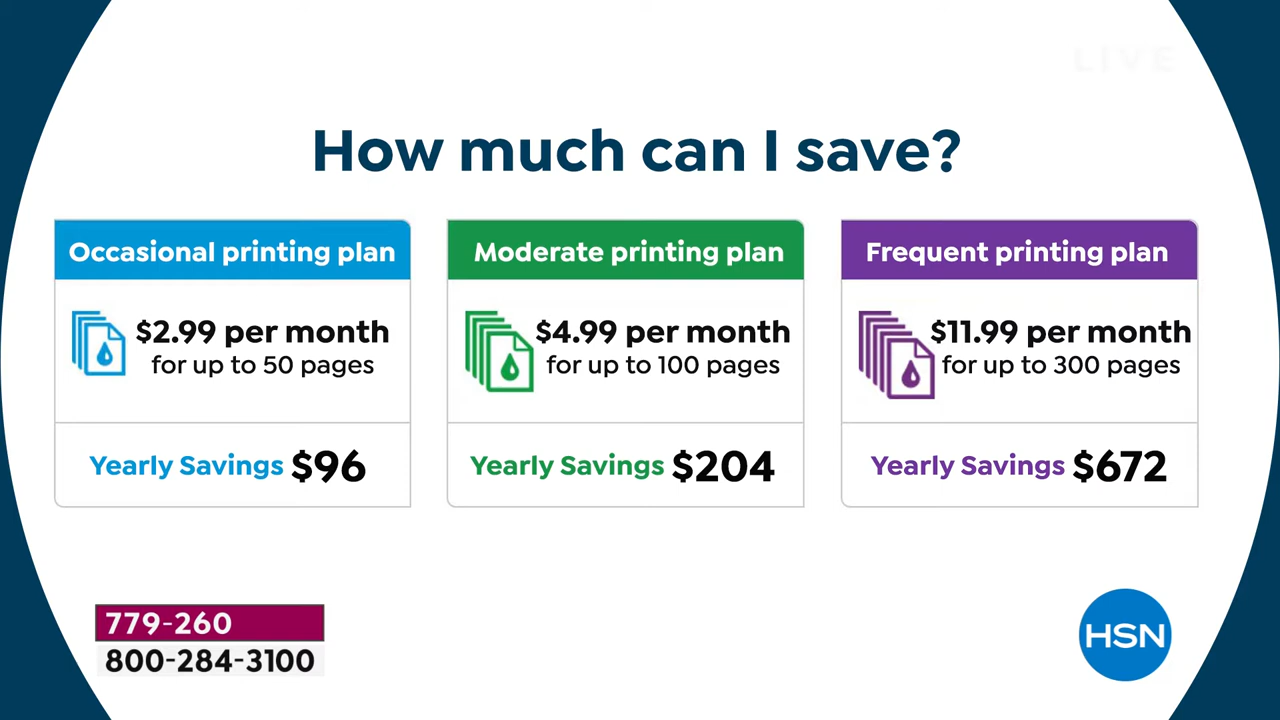 LIVE
How much can I save?
Occasional printing plan
$2.99 per month
for up to 50 pages
Yearly Savings $96
Moderate printing plan
$4.99 per month
for up to 100 pages
Yearly Savings $204
Frequent printing plan
$11.99 per month
for up to 300 pages
Yearly Savings $672
779-260
800-284-3100
HSN